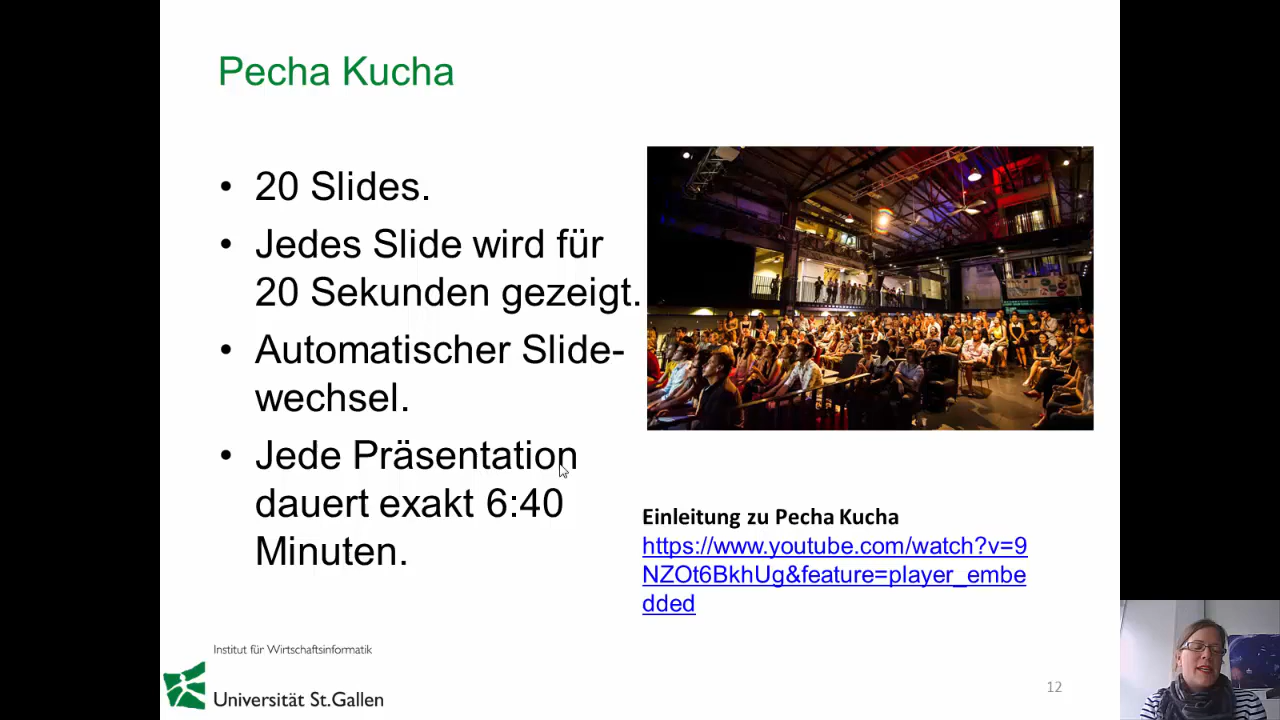 Pecha Kucha
• 20 Slides.
• Jedes Slide wird für
20 Sekunden gezeigt.
• Automatischer Slide-
wechsel.
• Jede Präsentation
dauert exakt 6:40
Minuten.
Einleitung zu Pecha Kucha
https://www.youtube.com/watch?v=9
NZOt6BkhUg&feature=player_embe
dded
Institut für Wirtschaftsinformatik
Universität St.Gallen
12